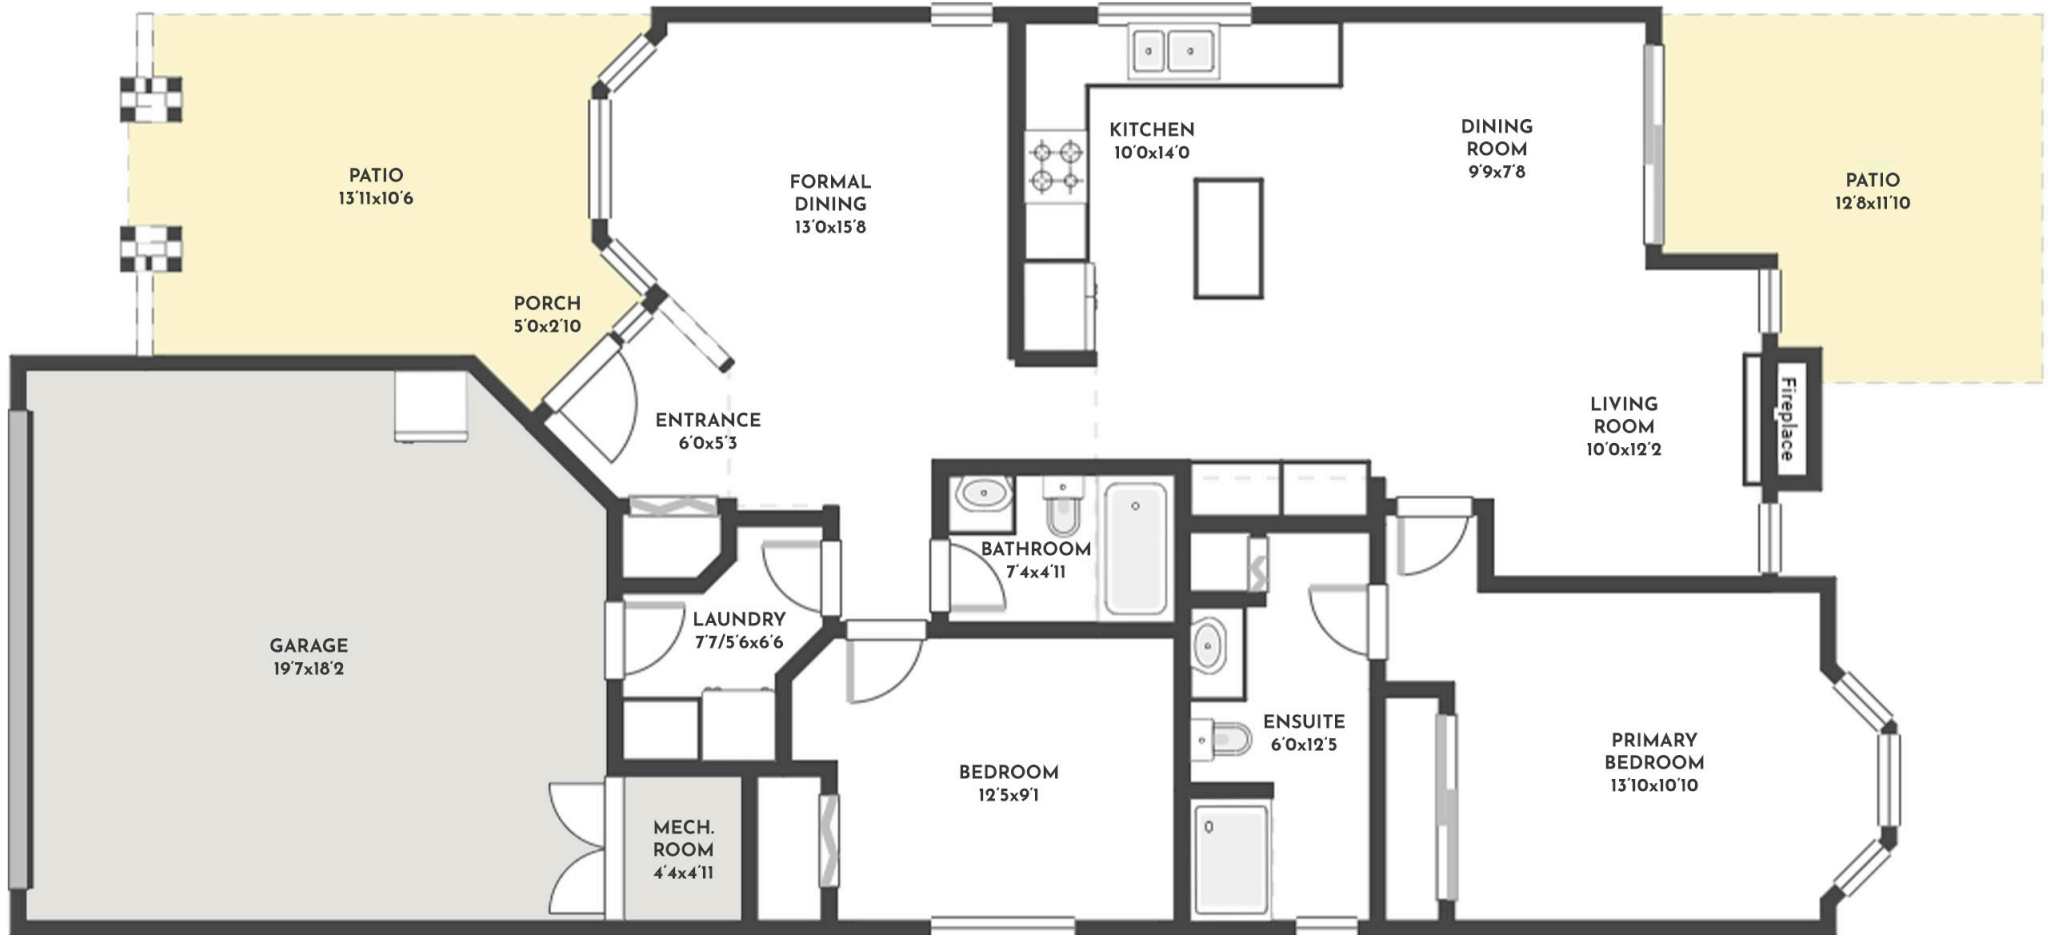 PATIO
13'11x10'6
PORCH
5'0x2'10
FORMAL
DINING
13'0x15'8
KITCHEN
10'0x14'0
DINING
ROOM
9'9x7'8
PATIO
12'8x11'10
ENTRANCE
6'0x5'3
LIVING
ROOM
10'0x12'2
Fireplace
BATHROOM
7'4x4'11
LAUNDRY
7'7/5'6x6'6
GARAGE
19'7x18'2
MECH.
ROOM
4'4x4'11
BEDROOM
12'5x9'1
ENSUITE
6'0x12'5
PRIMARY
BEDROOM
13'10x10'10